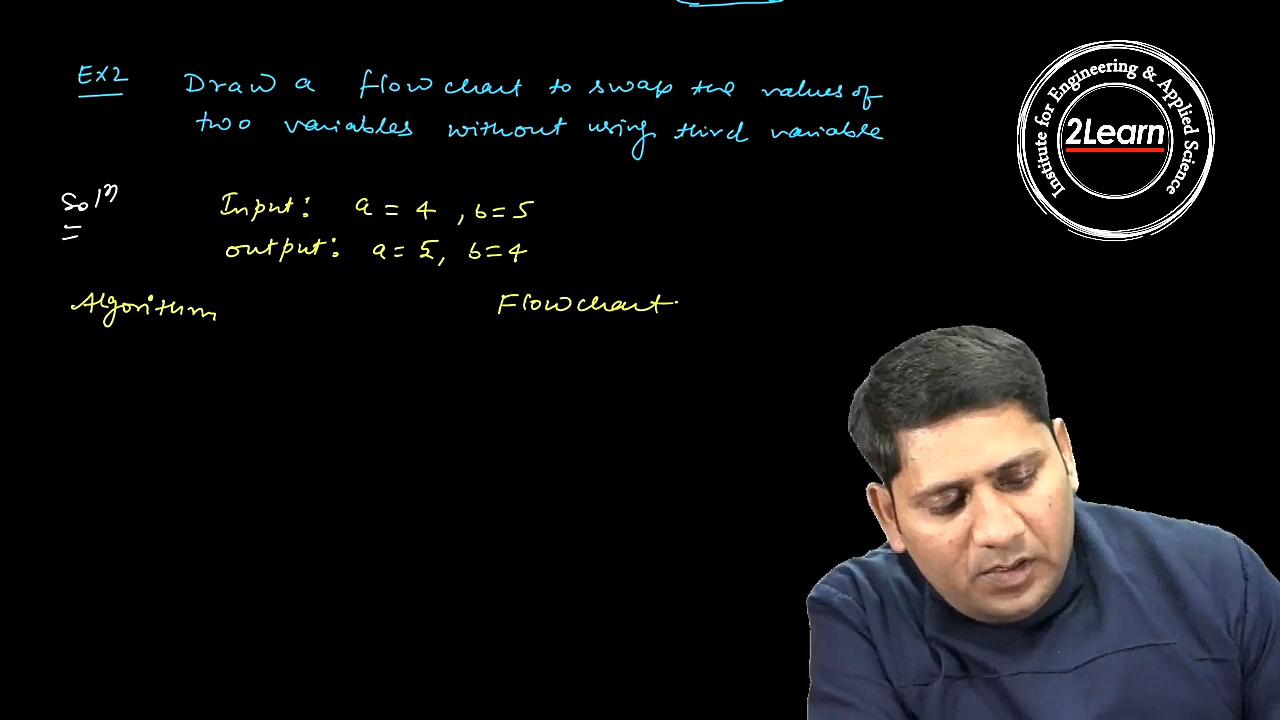 Ex2 Draw a flowchart to swap the values of
two variables without using third variable
Solⁿ Input: a = 4 , b = 5
output: a = 5, b = 4
Algorithm Flowchart
Institute for Engineering & Applied Science
2Learn